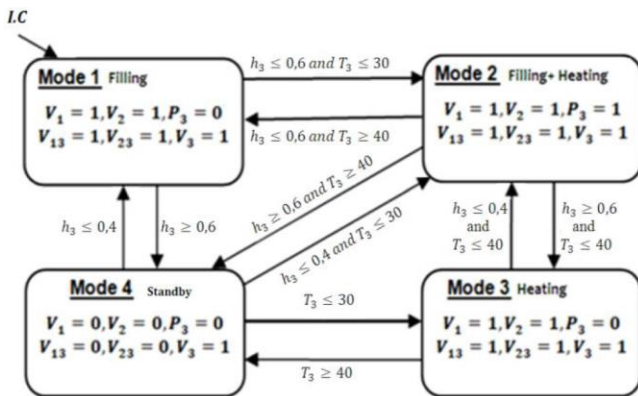 I.C
Mode 1 Filling
V₁ = 1, V₂ = 1, P₃ = 0
V₁₃ = 1, V₂₃ = 1, V₃ = 1
h₃ ≤ 0,6 and T₃ ≤ 30
h₃ ≤ 0,6 and T₃ ≥ 40
Mode 2 Filling+ Heating
V₁ = 1, V₂ = 1, P₃ = 1
V₁₃ = 1, V₂₃ = 1, V₃ = 1
h₃ ≤ 0,4
h₃ ≥ 0,6
h₃ ≥ 0,6 and T₃ ≥ 40
h₃ ≤ 0,4 and T₃ ≤ 30
h₃ ≤ 0,4
and
T₃ ≤ 40
h₃ ≥ 0,6
and
T₃ ≤ 40
Mode 4 Standby
V₁ = 0, V₂ = 0, P₃ = 0
V₁₃ = 0, V₂₃ = 0, V₃ = 1
T₃ ≤ 30
T₃ ≥ 40
Mode 3 Heating
V₁ = 1, V₂ = 1, P₃ = 0
V₁₃ = 1, V₂₃ = 1, V₃ = 1